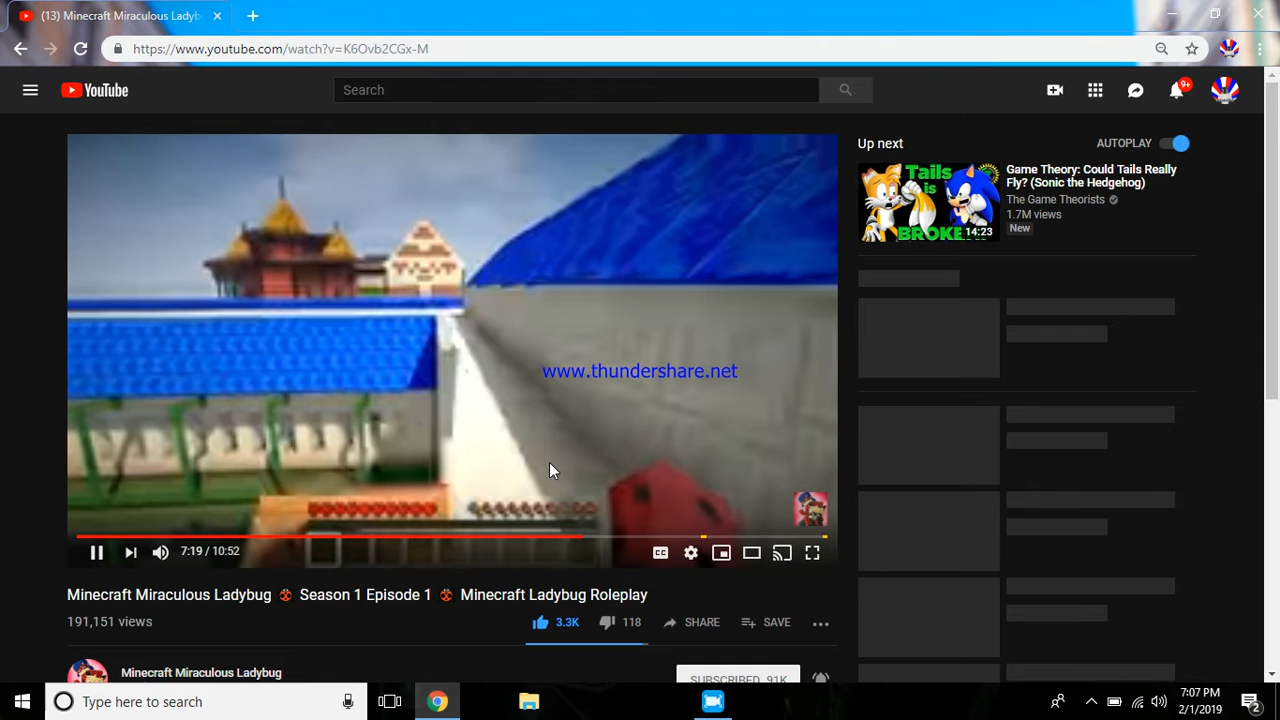 (13) Minecraft Miraculous Ladyb
https://www.youtube.com/watch?v=K6Ovb2CGx-M
YouTube
Search
9+
Up next
AUTOPLAY
Tails is BROKE
14:23
Game Theory: Could Tails Really
Fly? (Sonic the Hedgehog)
The Game Theorists
1.7M views
New
www.thundershare.net
7:19 / 10:52
CC
Minecraft Miraculous Ladybug 🐞 Season 1 Episode 1 🐞 Minecraft Ladybug Roleplay
191,151 views
3.3K
118
SHARE
SAVE
Minecraft Miraculous Ladybug
SUBSCRIBED 91K
Type here to search
7:07 PM
2/1/2019
2